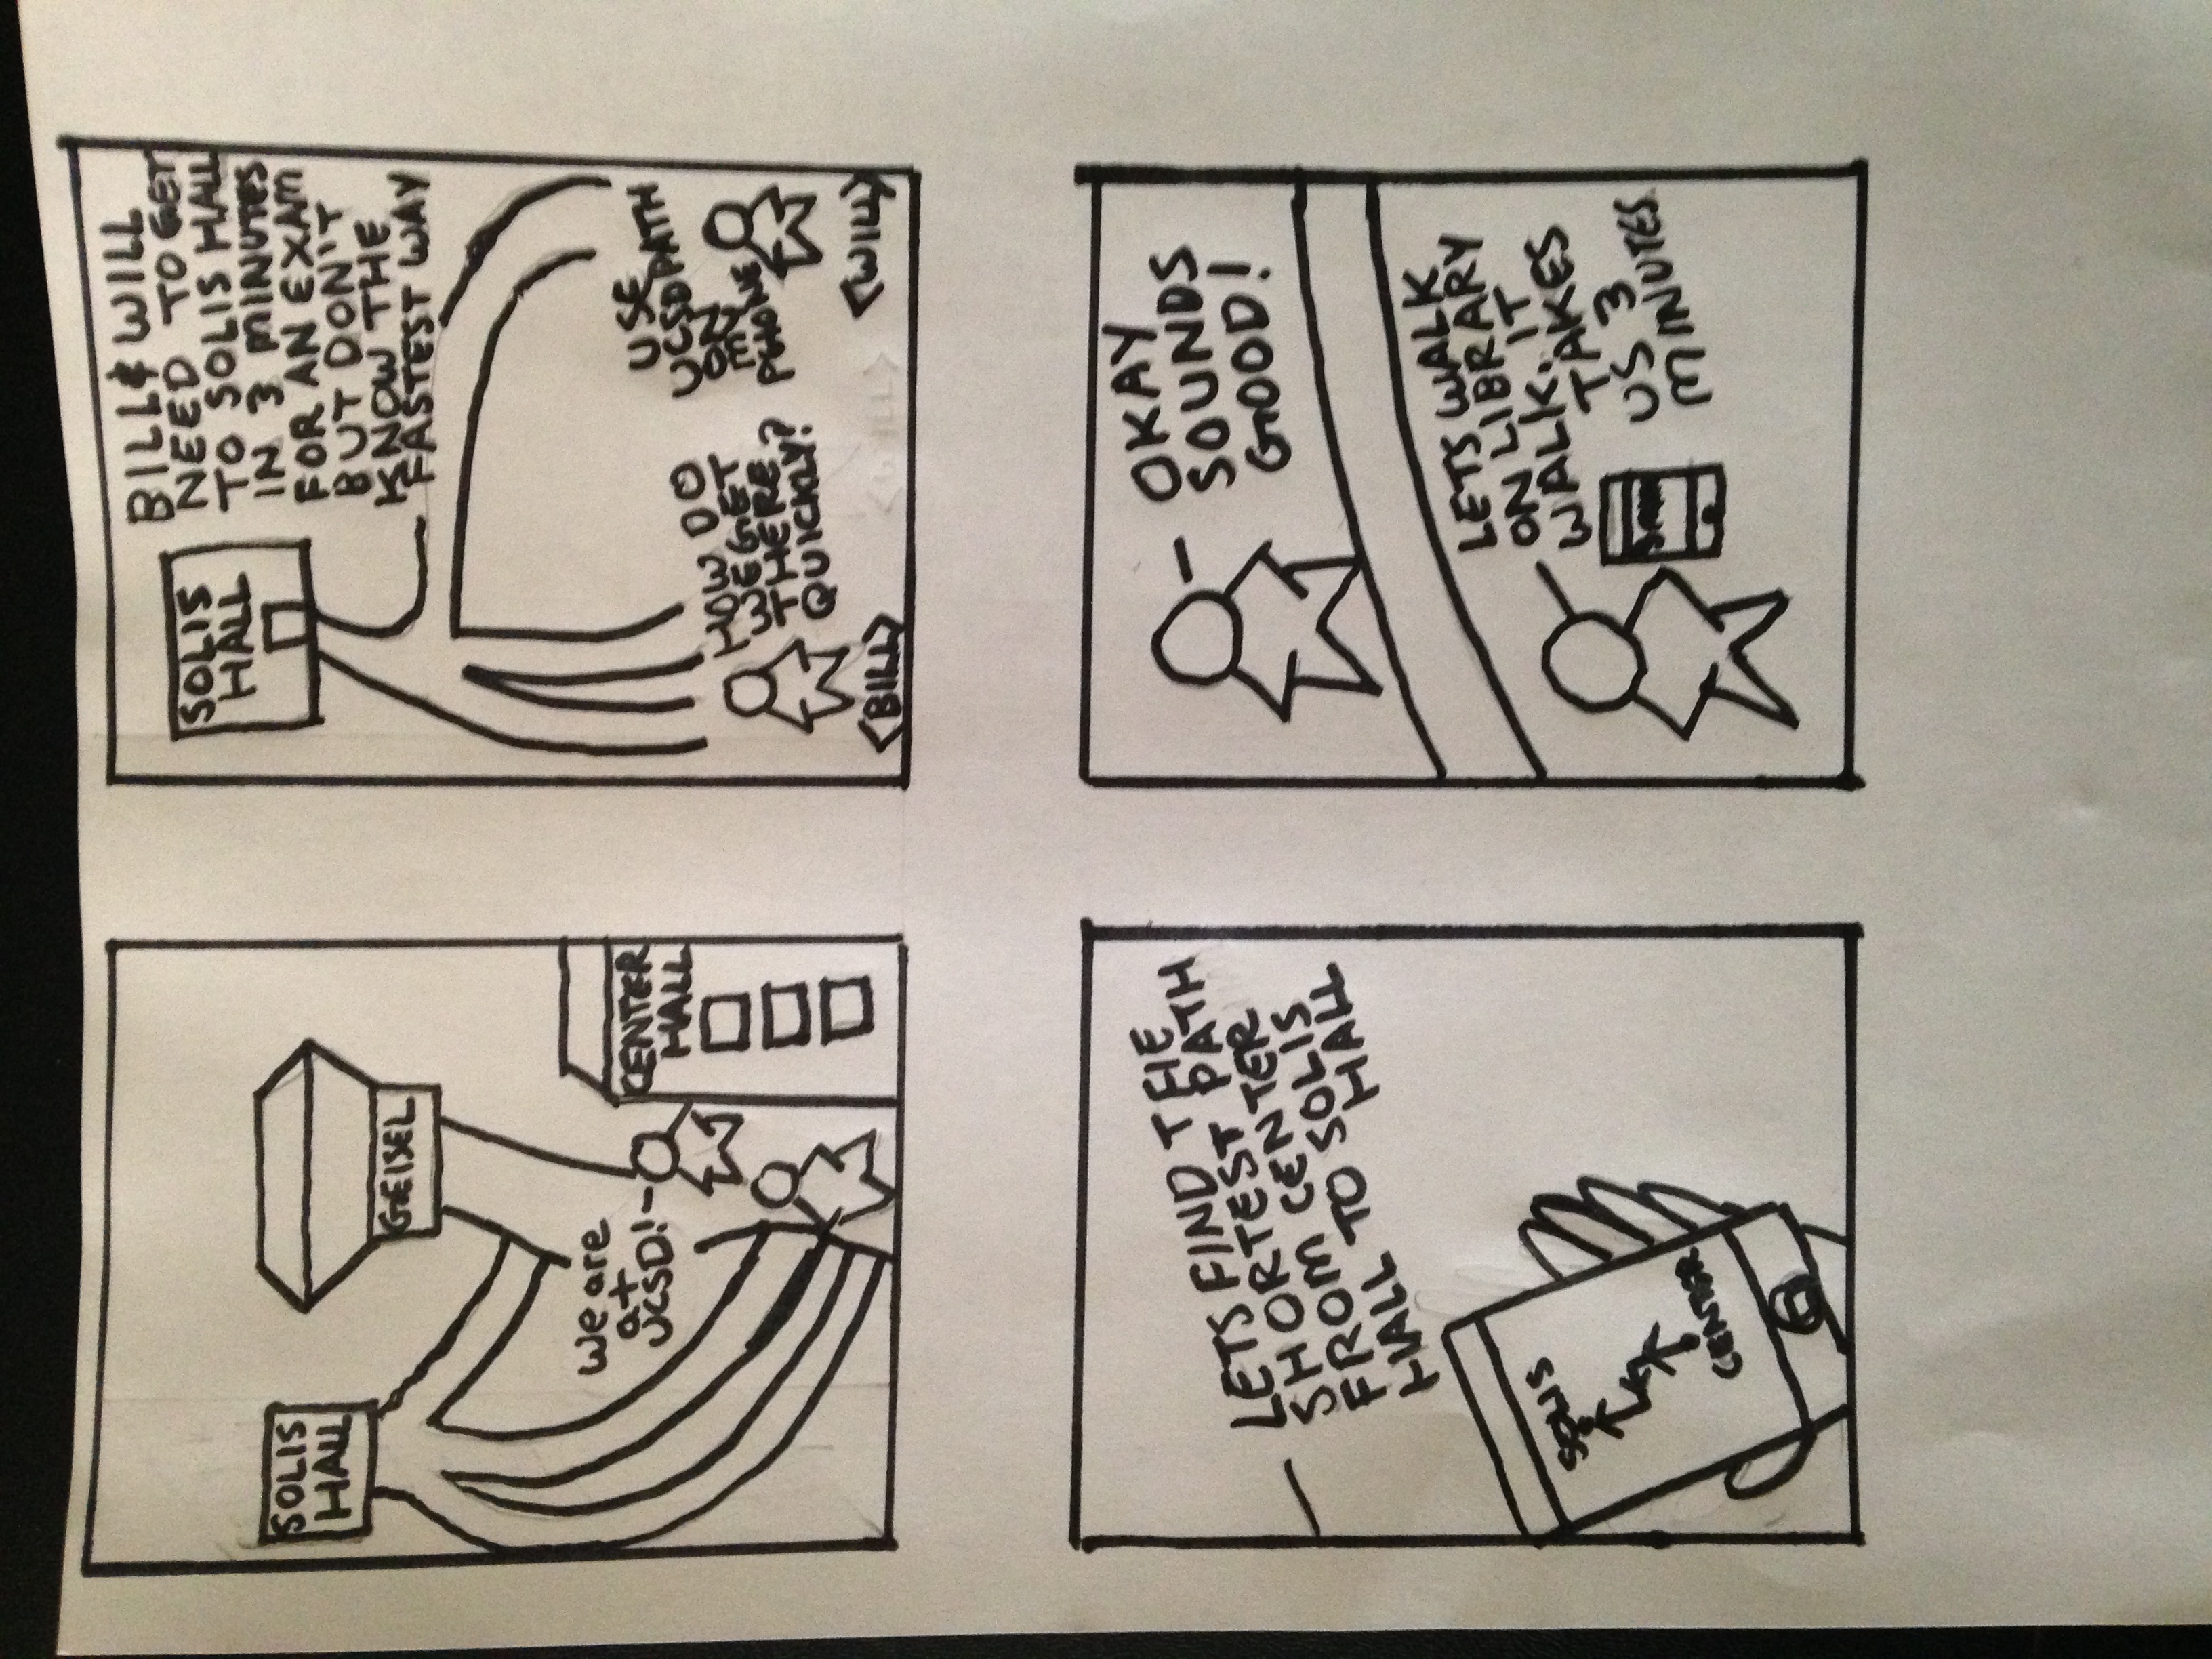 SOLIS
HALL
GEISEL
We are
at
UCSD!
CENTER
HALL
SOLIS
HALL
BILL & WILL
NEED TO GET
TO SOLIS HALL
IN 3 MINUTES
FOR AN EXAM
BUT DON'T
KNOW THE
FASTEST WAY
HOW DO
WE GET
THERE
QUICKLY?
USE
UCSDPATH
ON
MY
PHONE
<BILL>
<WILL>
LETS FIND THE
SHORTEST PATH
FROM CENTER
HALL TO SOLIS
HALL
SOLIS
CENTER
OKAY
SOUNDS
GOOD!
LETS WALK
ON LIBRARY
WALK. IT
TAKES
US 3
MINUTES